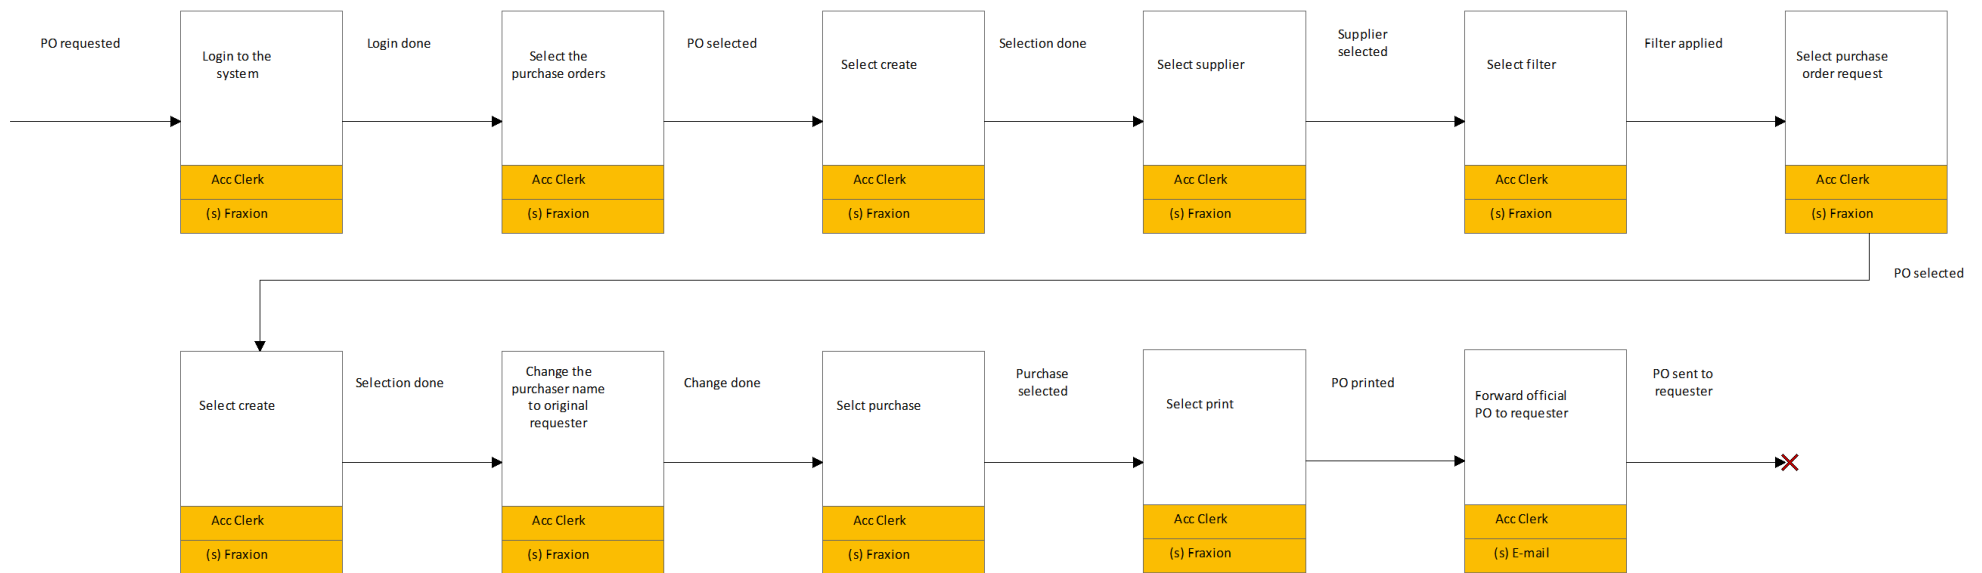 PO requested
Login to the
system
Acc Clerk
(s) Fraxion
Login done
Select the
purchase orders
Acc Clerk
(s) Fraxion
PO selected
Select create
Acc Clerk
(s) Fraxion
Selection done
Select supplier
Acc Clerk
(s) Fraxion
Supplier
selected
Select filter
Acc Clerk
(s) Fraxion
Filter applied
Select purchase
order request
Acc Clerk
(s) Fraxion
PO selected
Select create
Acc Clerk
(s) Fraxion
Selection done
Change the
purchaser name
to original
requester
Acc Clerk
(s) Fraxion
Change done
Selct purchase
Acc Clerk
(s) Fraxion
Purchase
selected
Select print
Acc Clerk
(s) Fraxion
PO printed
Forward official
PO to requester
Acc Clerk
(s) E-mail
PO sent to
requester